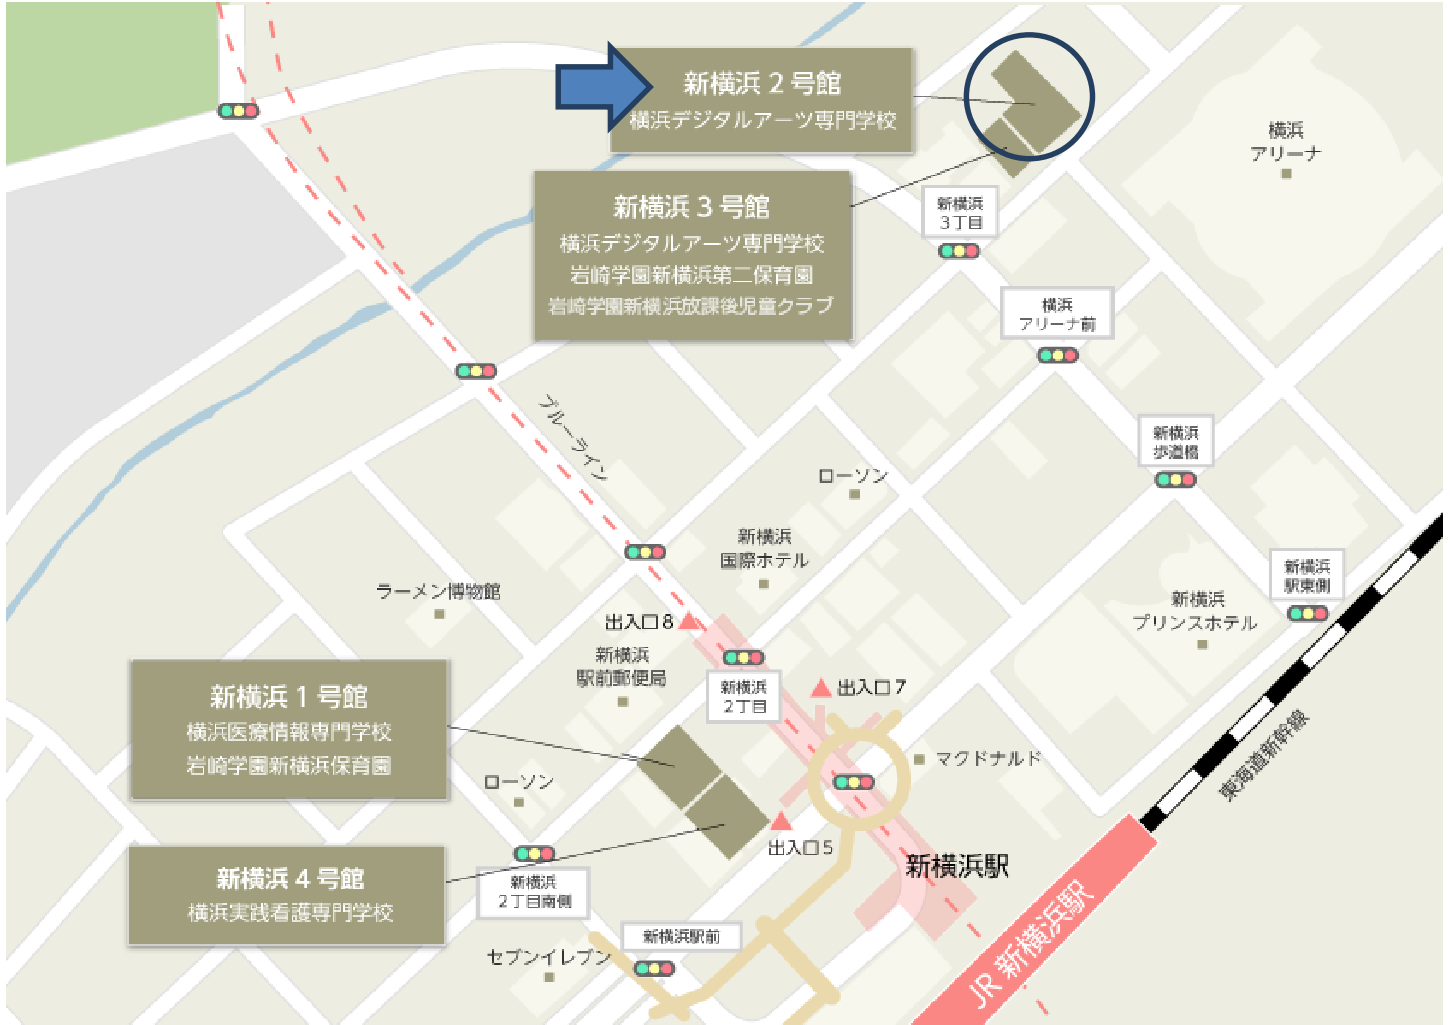 新横浜２号館
横浜デジタルアーツ専門学校
横浜
アリーナ
新横浜３号館
横浜デジタルアーツ専門学校
岩崎学園新横浜第二保育園
岩崎学園新横浜放課後児童クラブ
新横浜
３丁目
横浜
アリーナ前
ブルーライン
新横浜
歩道橋
ローソン
新横浜
国際ホテル
新横浜
駅東側
ラーメン博物館
新横浜
プリンスホテル
出入口８
新横浜
駅前郵便局
新横浜
２丁目
出入口７
新横浜１号館
横浜医療情報専門学校
岩崎学園新横浜保育園
マクドナルド
東海道新幹線
ローソン
出入口５
新横浜駅
新横浜４号館
横浜実践看護専門学校
新横浜
２丁目南側
新横浜駅前
セブンイレブン
JR 新横浜駅